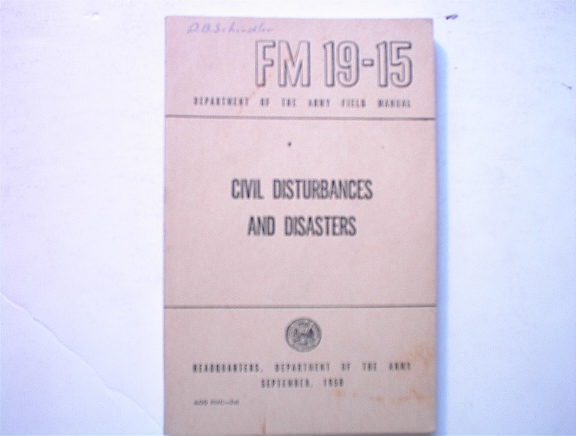 D.B. Schindler
FM 19-15
DEPARTMENT OF THE ARMY FIELD MANUAL
CIVIL DISTURBANCES
AND DISASTERS
HEADQUARTERS, DEPARTMENT OF THE ARMY
SEPTEMBER, 1958